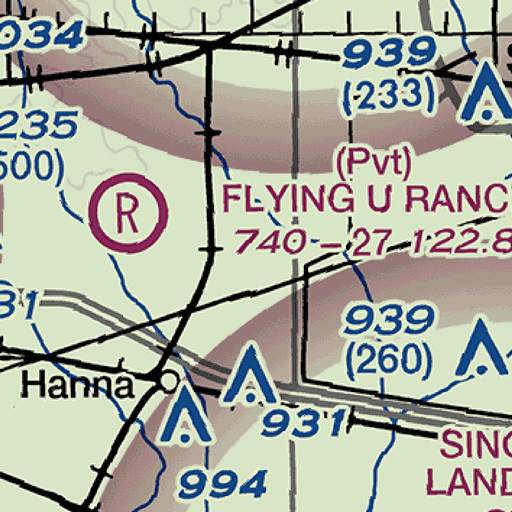 034
939
(233)
235
500)
(Pvt)
R
FLYING U RANC
740 - 27 122.8
31
939
(260)
Hanna
931
994
SING
LAND